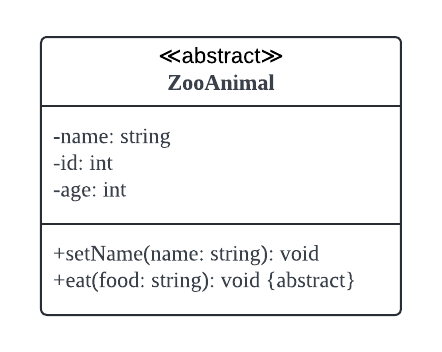 ≪abstract≫
ZooAnimal
-name: string
-id: int
-age: int
+setName(name: string): void
+eat(food: string): void {abstract}